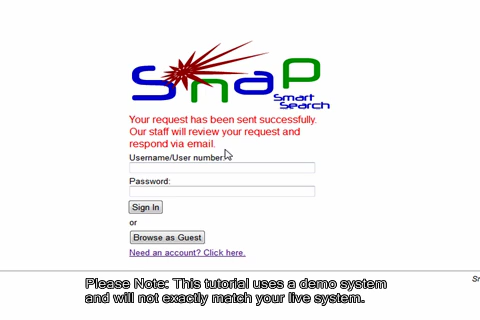 SnaP
Smart
Search
Your request has been sent successfully.
Our staff will review your request and
respond via email.
Username/User number:
Password:
Sign In
or
Browse as Guest
Need an account? Click here.
Please Note: This tutorial uses a demo system
and will not exactly match your live system.